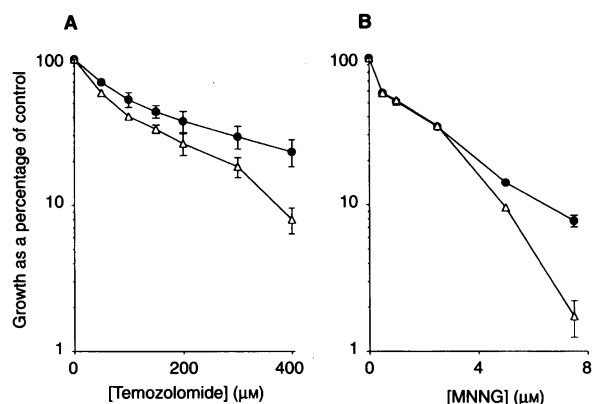 A
B
Growth as a percentage of control
100
10
1
0
200
400
[Temozolomide] (μM)
100
10
1
0
4
8
[MNNG] (μM)